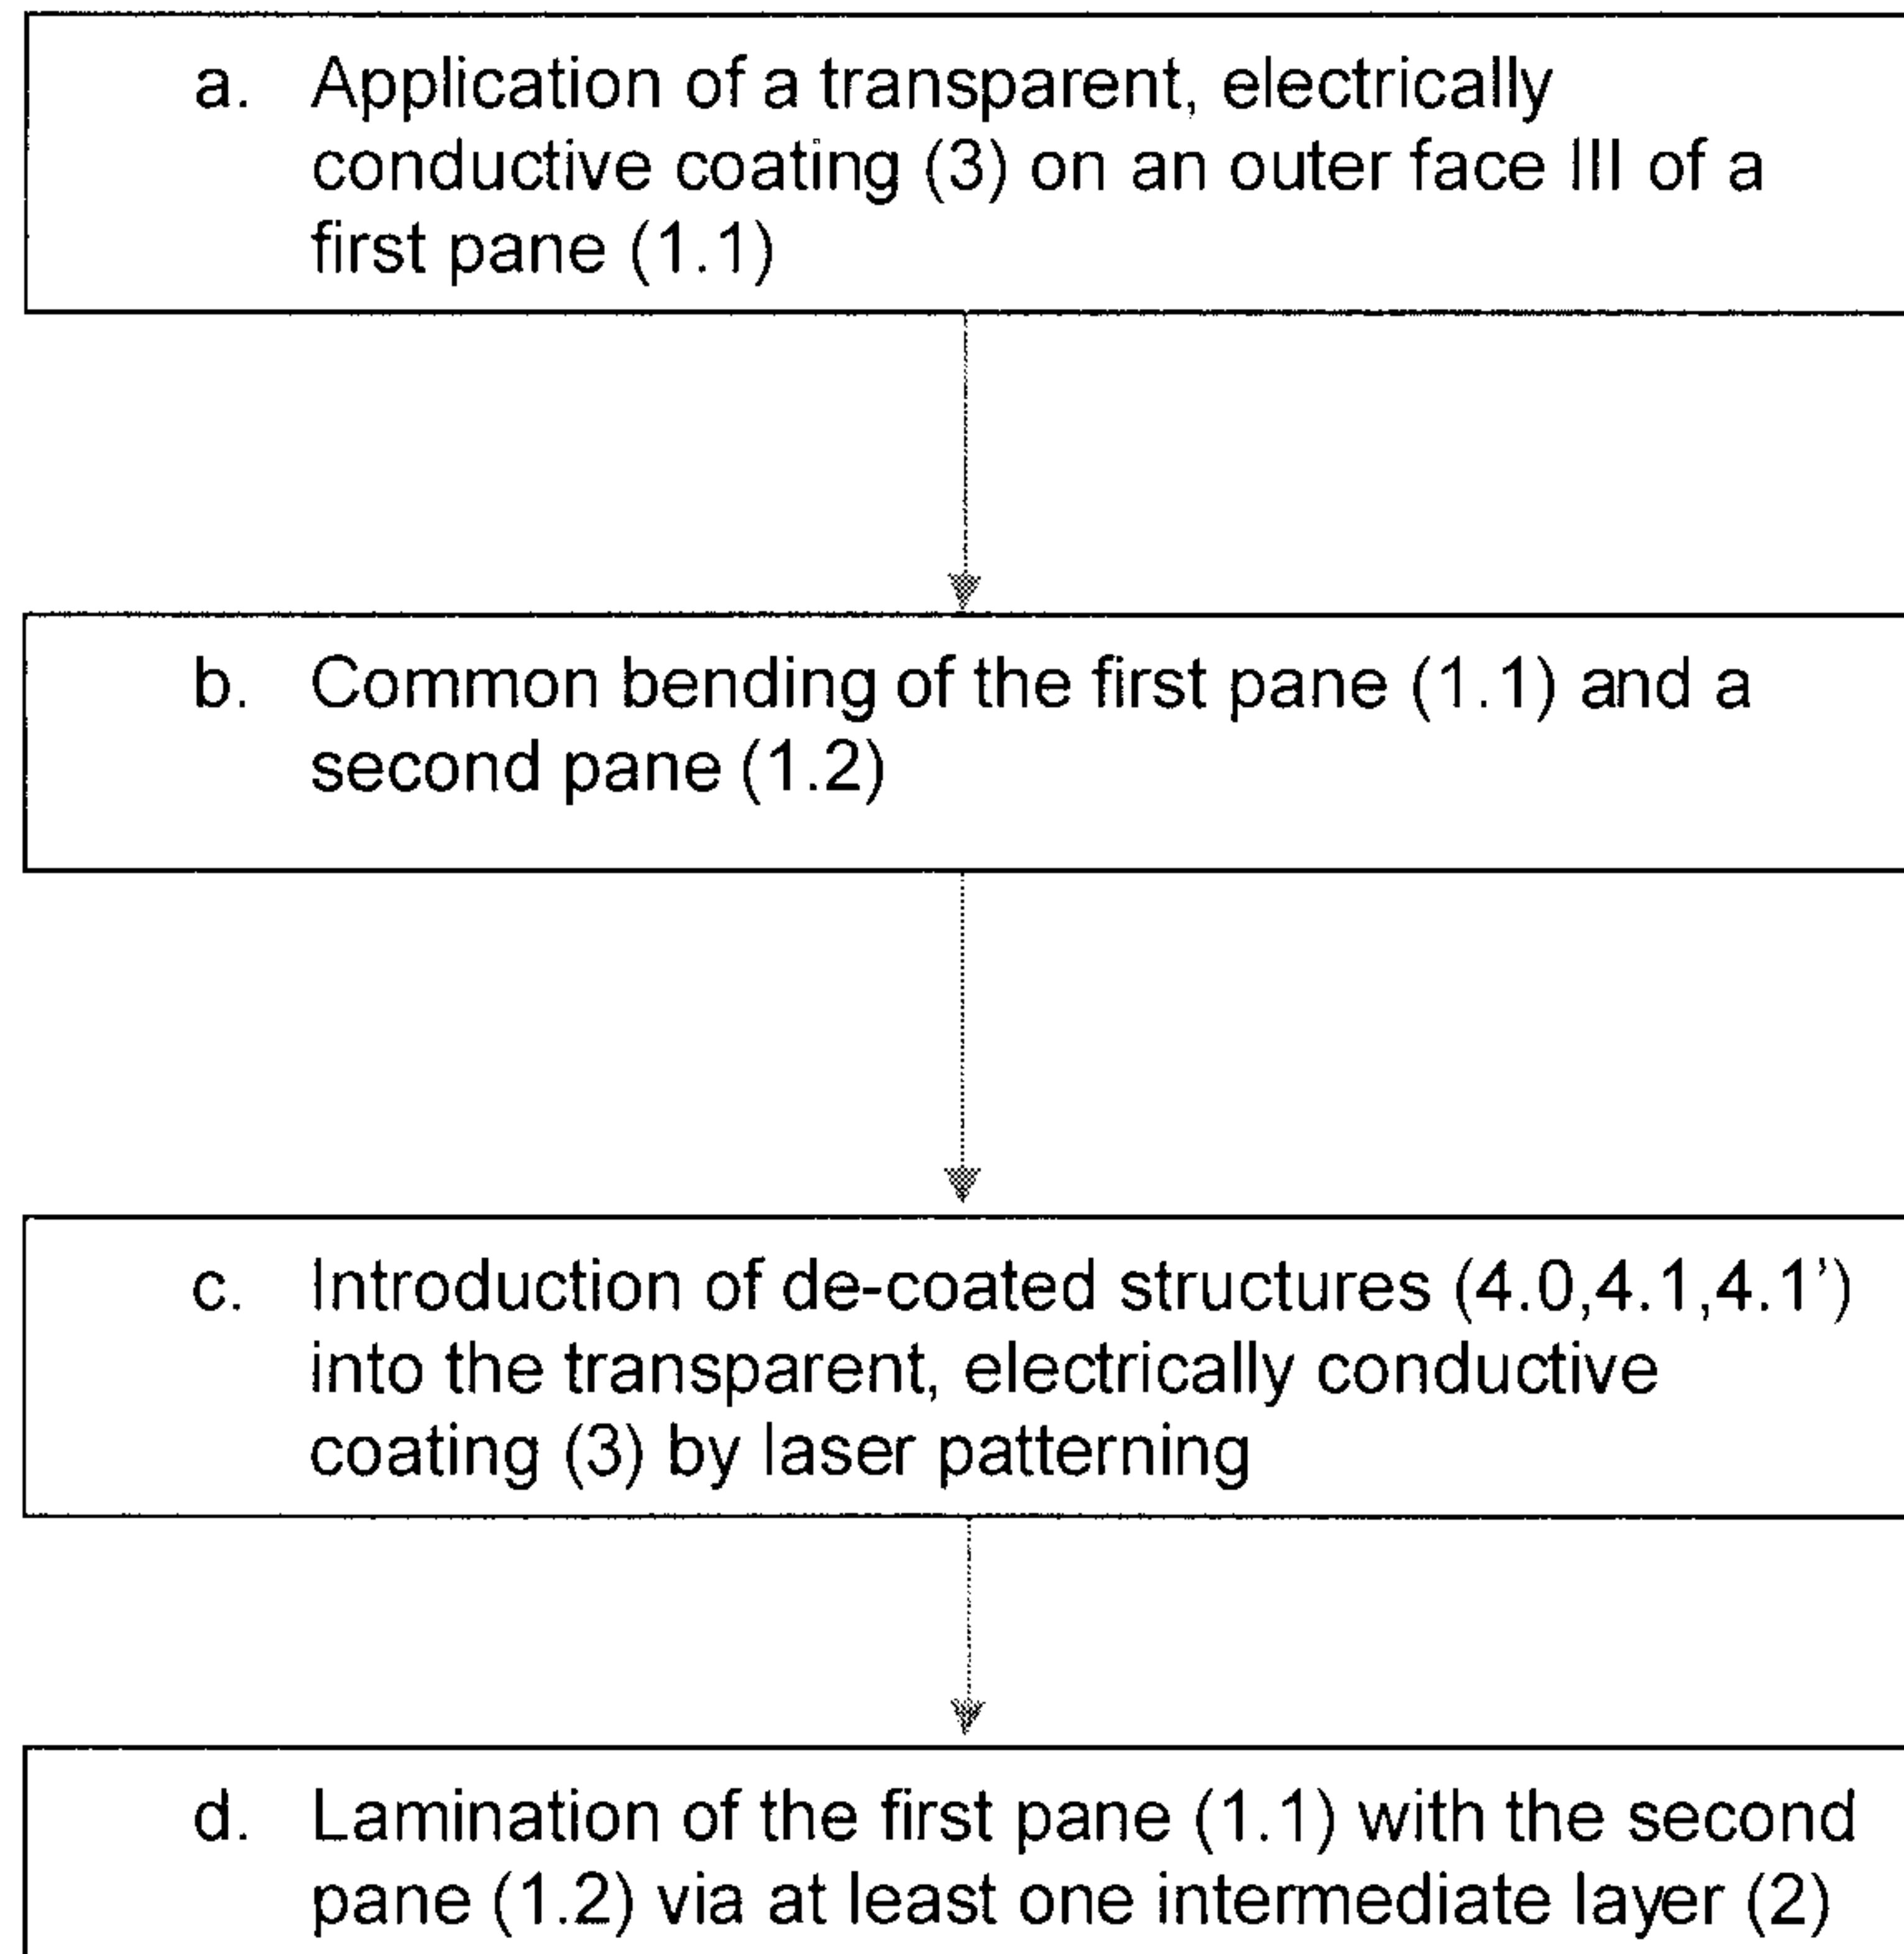 a. Application of a transparent, electrically
conductive coating (3) on an outer face III of a
first pane (1.1)
b. Common bending of the first pane (1.1) and a
second pane (1.2)
c. Introduction of de-coated structures (4.0,4.1,4.1')
into the transparent, electrically conductive
coating (3) by laser patterning
d. Lamination of the first pane (1.1) with the second
pane (1.2) via at least one intermediate layer (2)